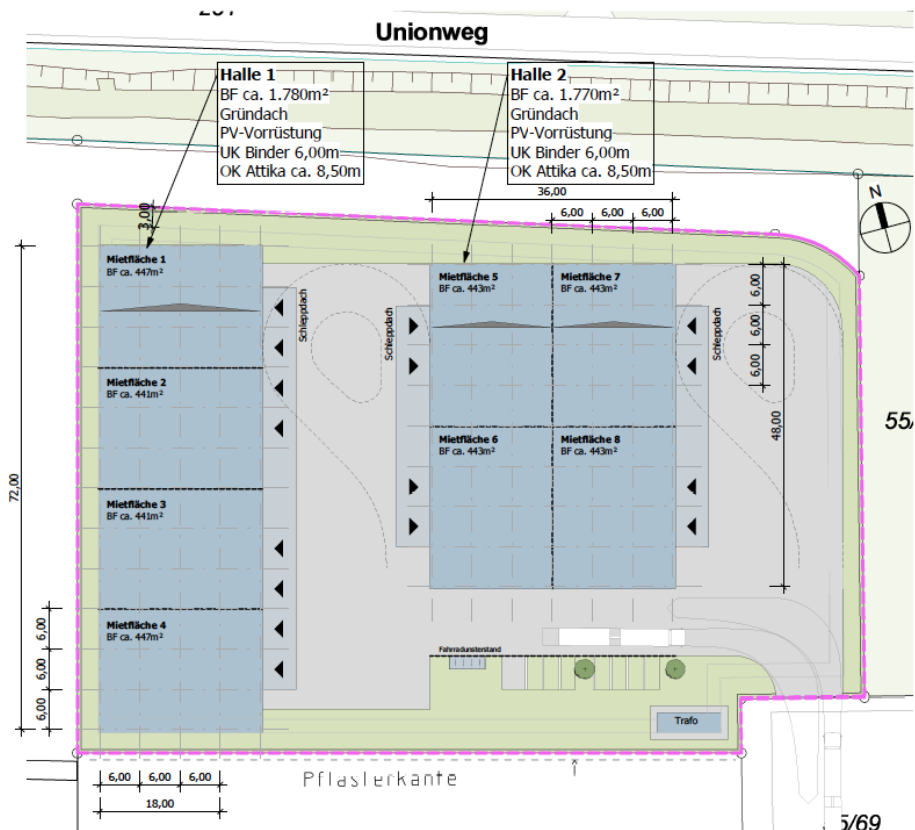 Unionweg
Halle 1
BF ca. 1.780m²
Gründach
PV-Vorrüstung
UK Binder 6,00m
OK Attika ca. 8,50m
Halle 2
BF ca. 1.770m²
Gründach
PV-Vorrüstung
UK Binder 6,00m
OK Attika ca. 8,50m
36,00
6,00
6,00
6,00
3,00
N
Mietfläche 1
BF ca. 447m²
Schleppdach
Mietfläche 2
BF ca. 441m²
Mietfläche 3
BF ca. 441m²
Mietfläche 4
BF ca. 447m²
72,00
6,00
6,00
6,00
6,00
6,00
6,00
18,00
Schleppdach
Mietfläche 5
BF ca. 443m²
Mietfläche 7
BF ca. 443m²
Mietfläche 6
BF ca. 443m²
Mietfläche 8
BF ca. 443m²
Schleppdach
6,00
6,00
6,00
48,00
55/
Fahrradunterstand
Trafo
Pflasterkante
5/69